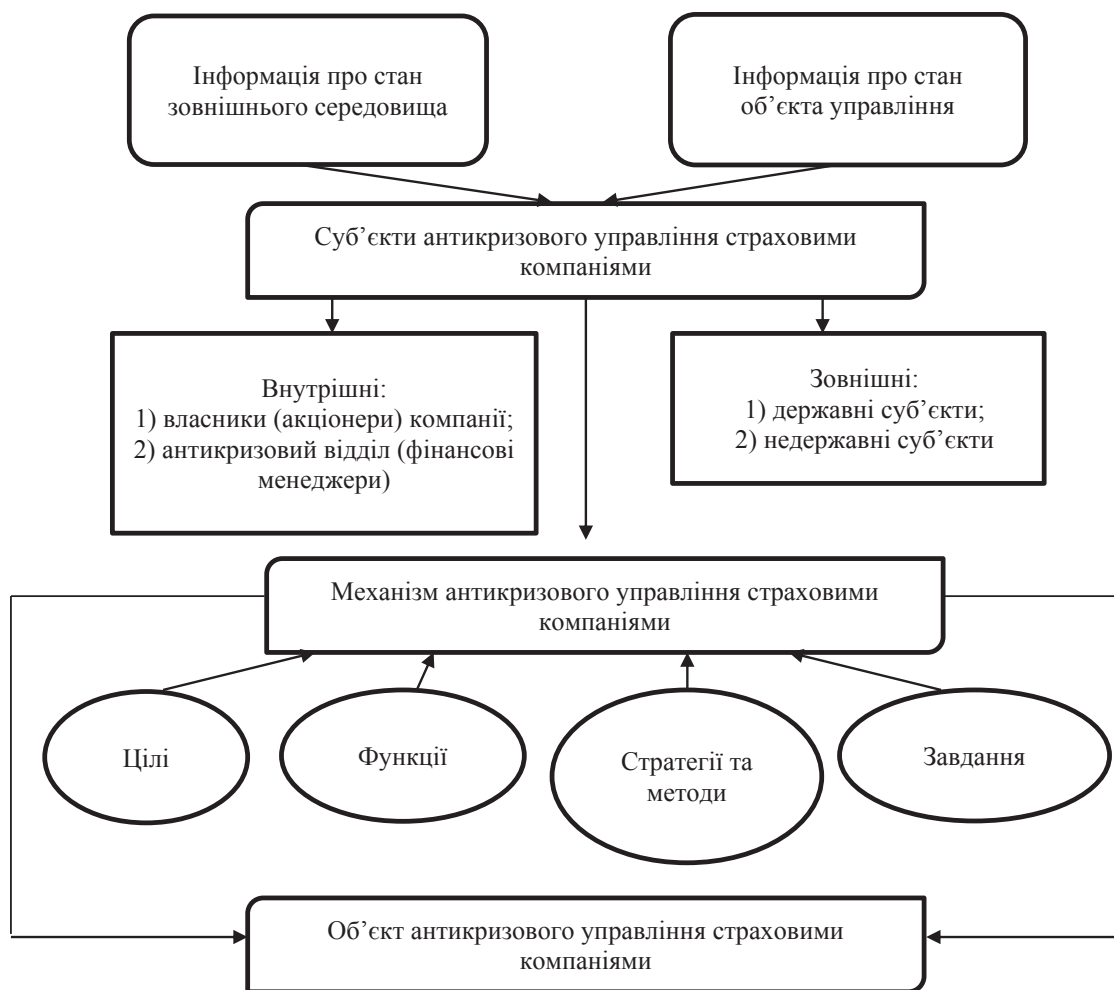 Інформація про стан
зовнішнього середовища
Інформація про стан
об’єкта управління
Суб’єкти антикризового управління страховими
компаніями
Внутрішні:
1) власники (акціонери) компанії;
2) антикризовий відділ (фінансові
менеджери)
Зовнішні:
1) державні суб’єкти;
2) недержавні суб’єкти
Механізм антикризового управління страховими
компаніями
Цілі
Функції
Стратегії та
методи
Завдання
Об’єкт антикризового управління страховими
компаніями